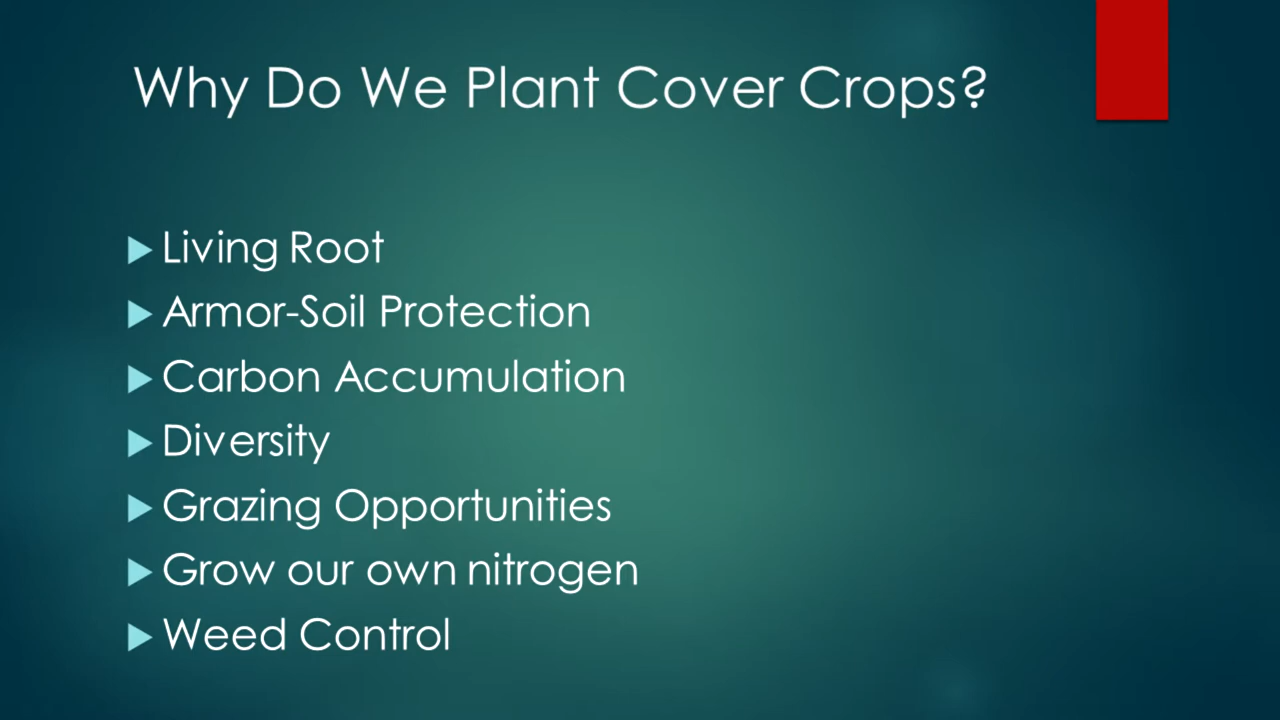 Why Do We Plant Cover Crops?
Living Root
Armor-Soil Protection
Carbon Accumulation
Diversity
Grazing Opportunities
Grow our own nitrogen
Weed Control